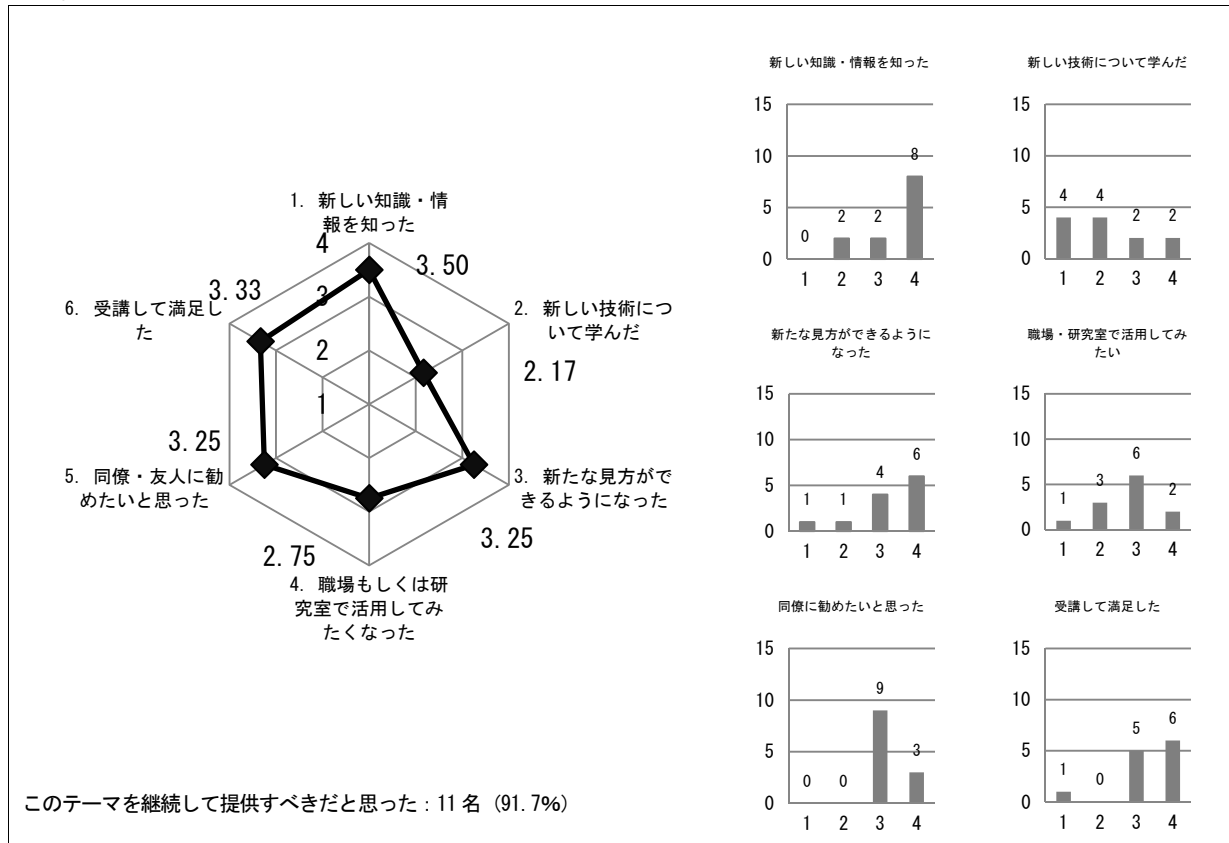 1. 新しい知識・情
報を知った
4
3.50
3
2
1
2. 新しい技術につ
いて学んだ
2.17
3. 新たな見方がで
きるようになった
3.25
4. 職場もしくは研
究室で活用してみ
たくなった
2.75
5. 同僚・友人に勧
めたいと思った
3.25
6. 受講して満足し
た
3.33
このテーマを継続して提供すべきだと思った：11 名（91.7%）
新しい知識・情報を知った
15
10
5
0
0
2
2
8
1 2 3 4
新しい技術について学んだ
15
10
5
0
4
4
2
2
1 2 3 4
新たな見方ができるように
なった
15
10
5
0
1
1
4
6
1 2 3 4
職場・研究室で活用してみ
たい
15
10
5
0
1
3
6
2
1 2 3 4
同僚に勧めたいと思った
15
10
5
0
0
0
9
3
1 2 3 4
受講して満足した
15
10
5
0
1
0
5
6
1 2 3 4